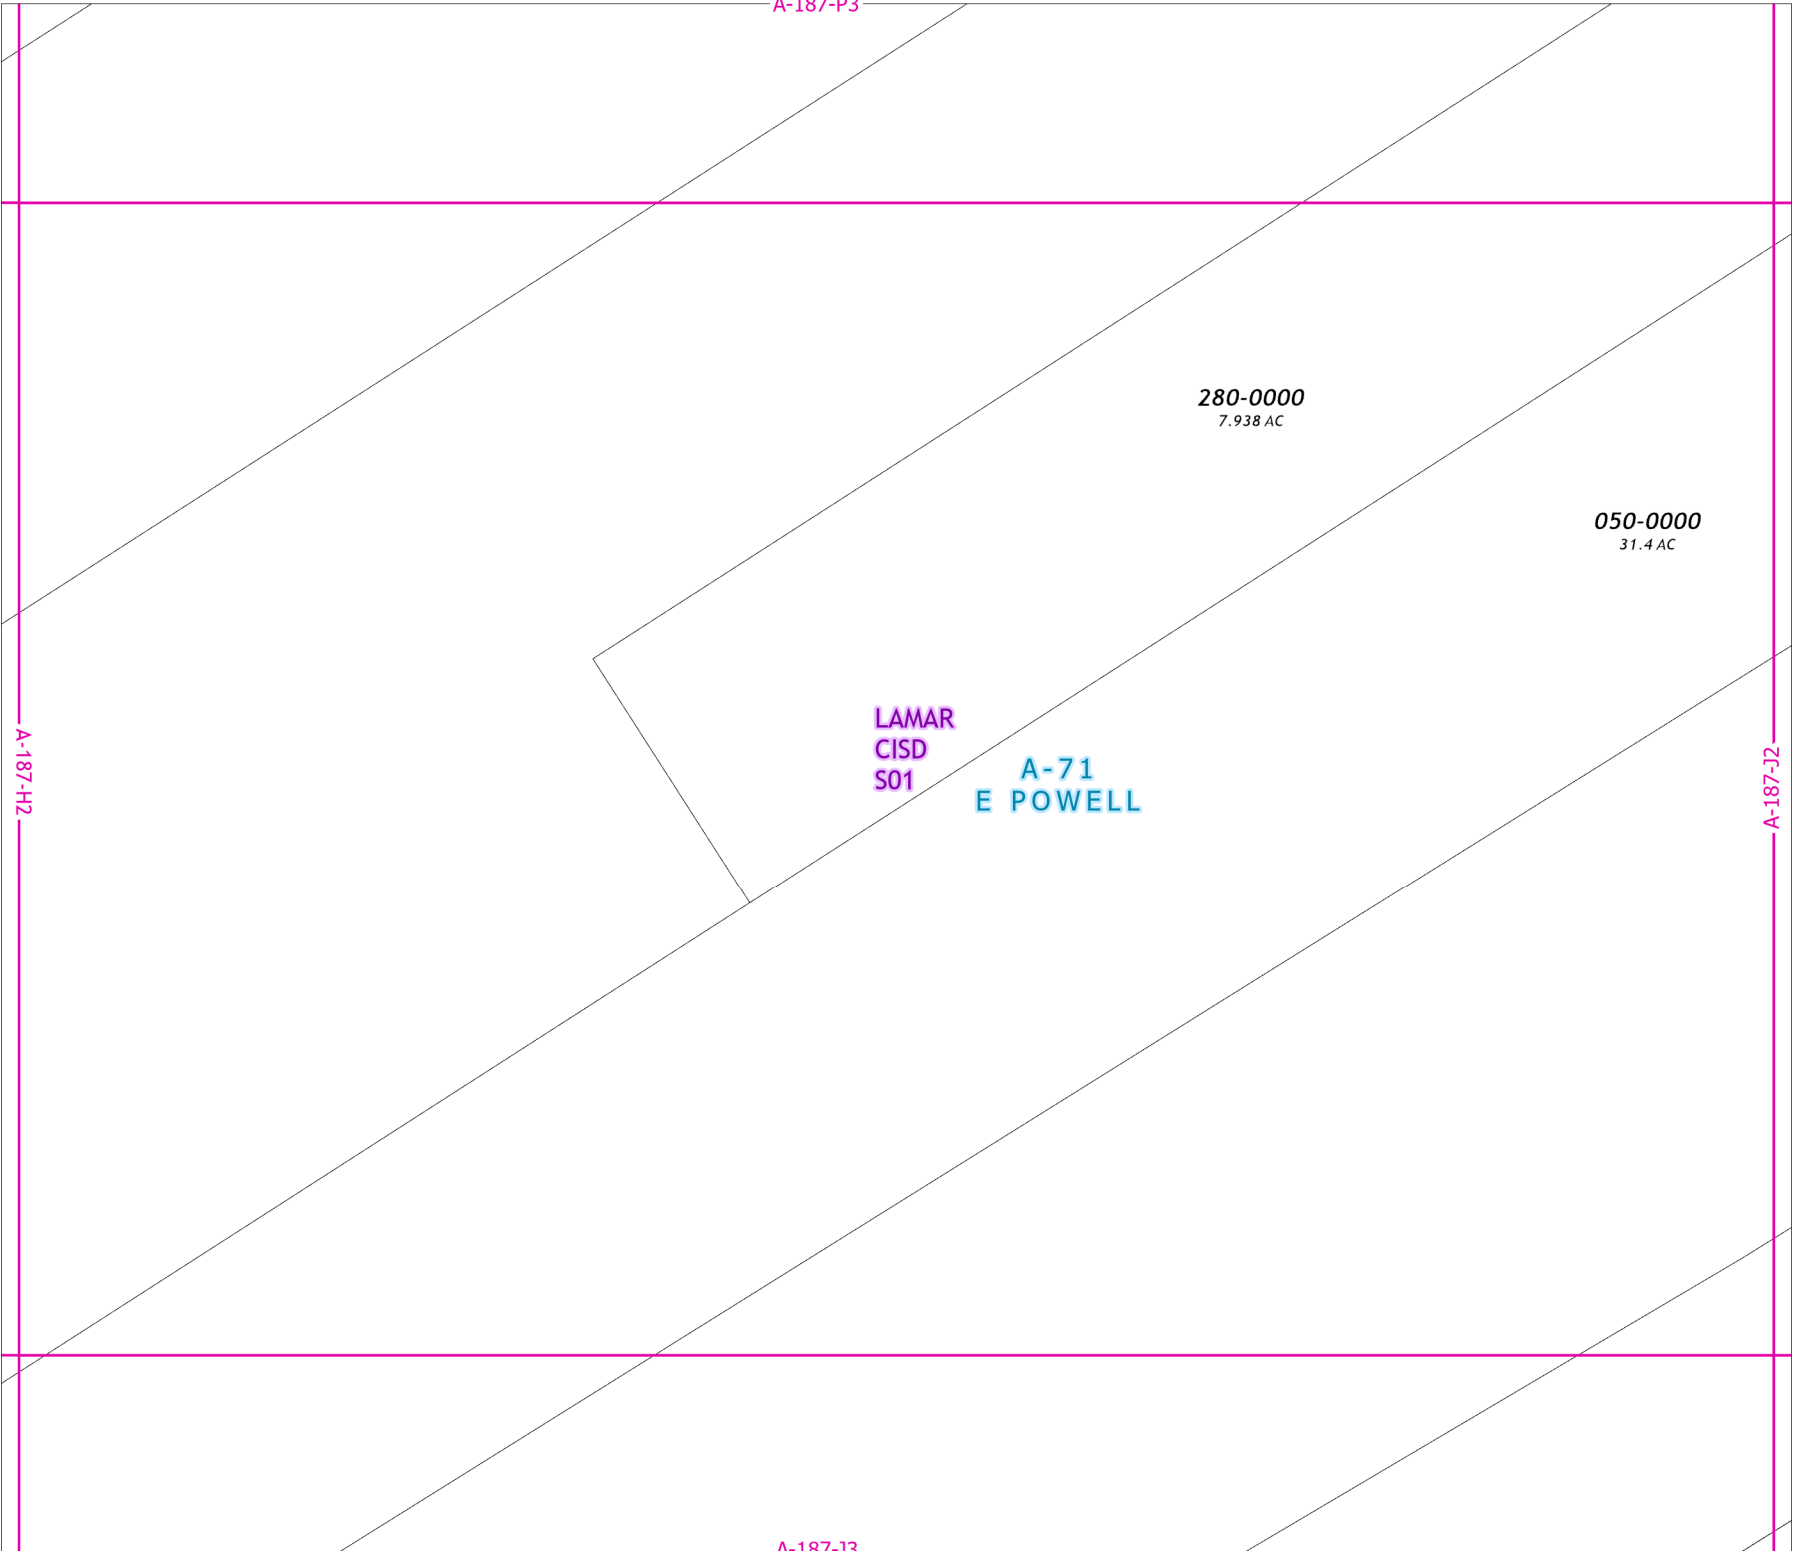 A-187-P3
280-0000
7.938 AC
050-0000
31.4 AC
LAMAR
CISD
S01
A-71
E POWELL
A-187-H2
A-187-J2
A-187-J3